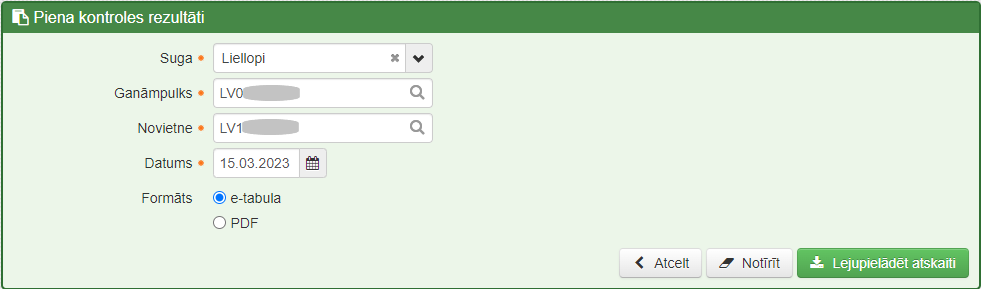 Piena kontroles rezultāti
Suga Liellopi
Ganāmpulks LV0
Novietne LV1
Datums 15.03.2023
Formāts e-tabula
PDF
Atcelt Notīrīt Lejupielādēt atskaiti